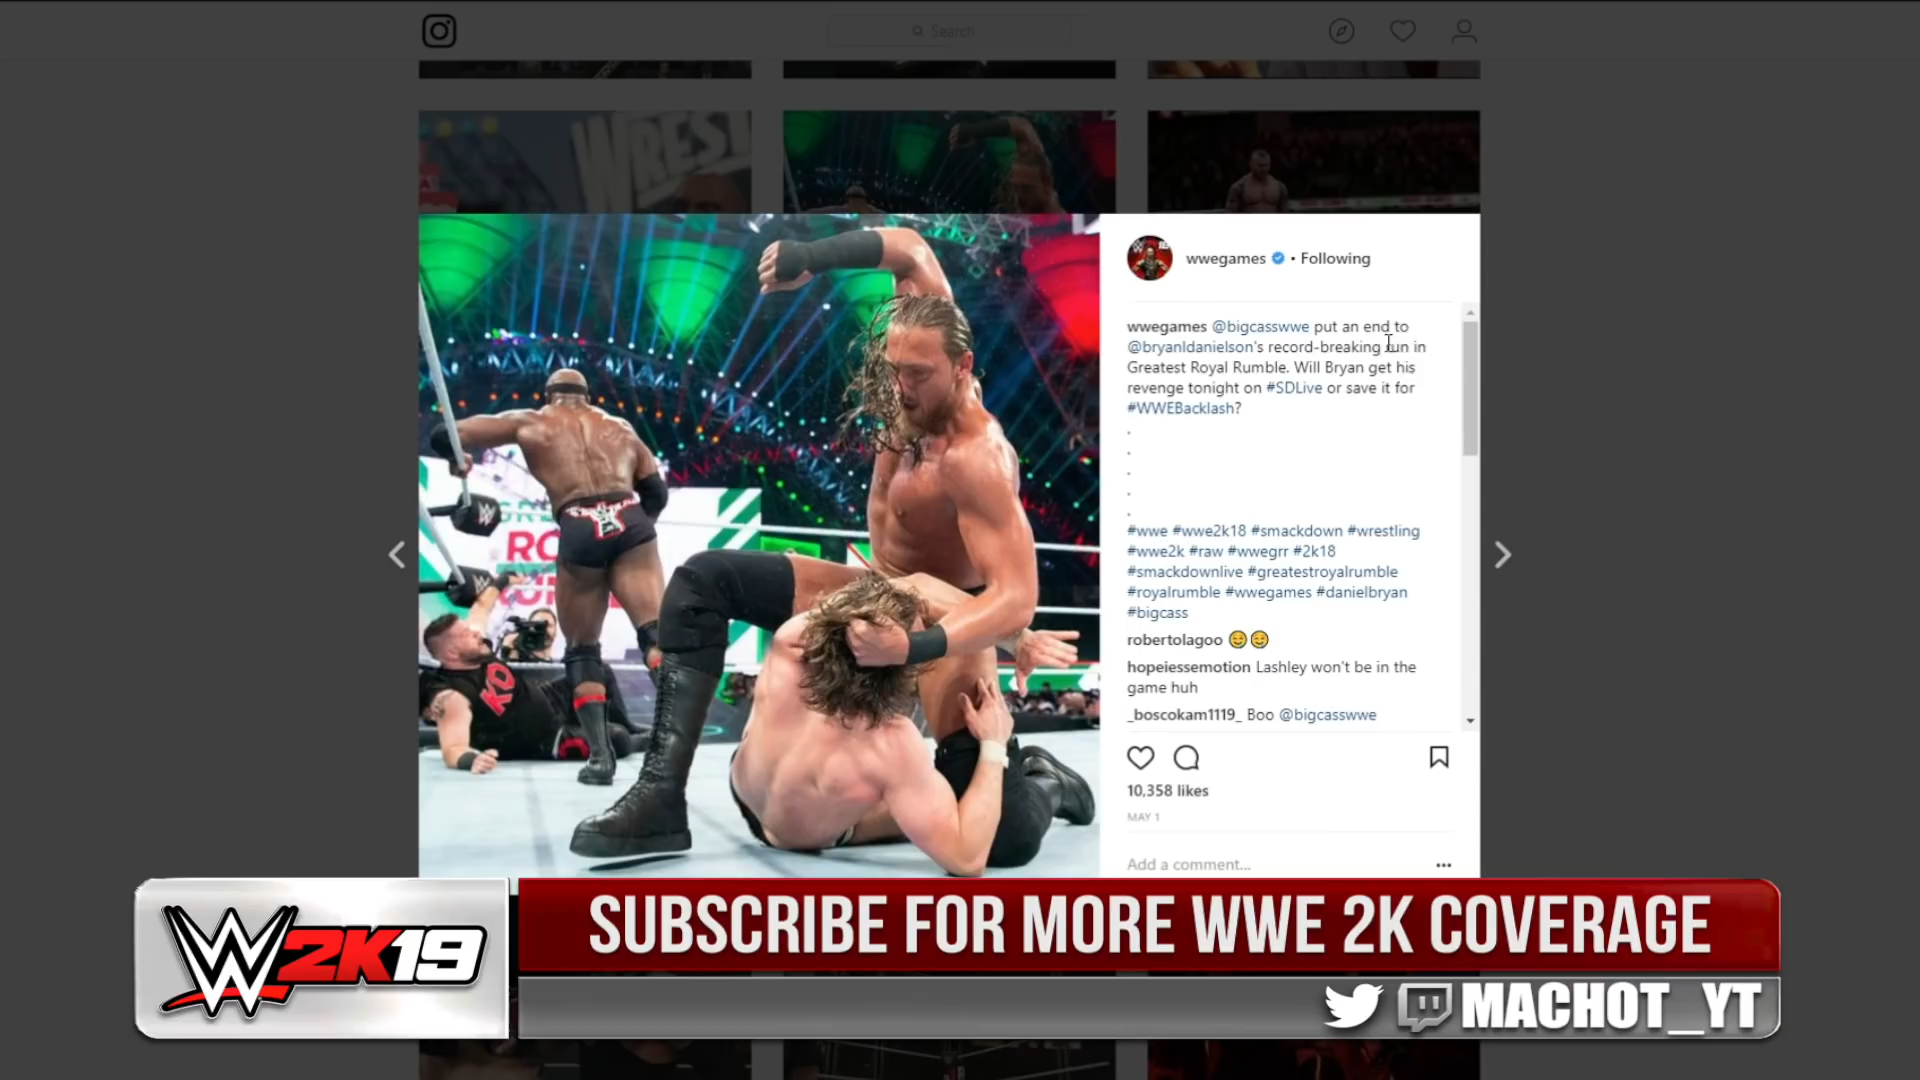 Search
WREST
wwegames • Following
wwegames @bigcasswwe put an end to
@bryanldanielson's record-breaking run in
Greatest Royal Rumble. Will Bryan get his
revenge tonight on #SDLive or save it for
#WWEBacklash?
.
.
.
.
.
#wwe #wwe2k18 #smackdown #wrestling
#wwe2k #raw #wwegrr #2k18
#smackdownlive #greatestroyalrumble
#royalrumble #wwegames #danielbryan
#bigcass
robertolagoo 😊😊
hopeiessemotion Lashley won't be in the
game huh
_boscokam1119_ Boo @bigcasswwe
10,358 likes
MAY 1
Add a comment...
KO
W2K19
SUBSCRIBE FOR MORE WWE 2K COVERAGE
MACHOT_YT